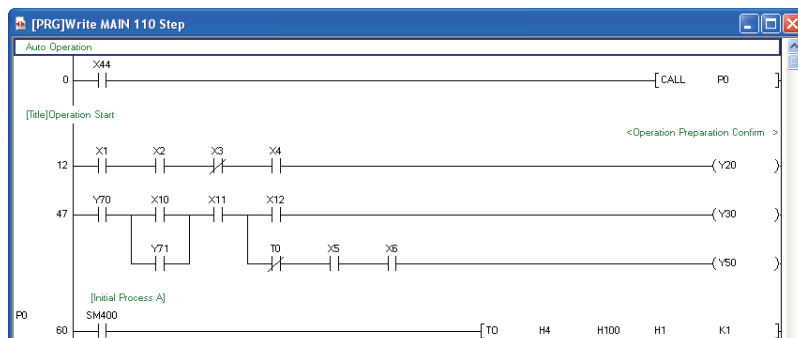 [PRG]Write MAIN 110 Step
Auto Operation
X44
0 CALL P0
[Title]Operation Start
<Operation Preparation Confirm >
X1 X2 X3 X4
12 Y20
Y70 X10 X11 X12
47 Y30
Y71 T0 X5 X6
Y50
[Initial Process A]
P0 SM400
60 TO H4 H100 H1 K1